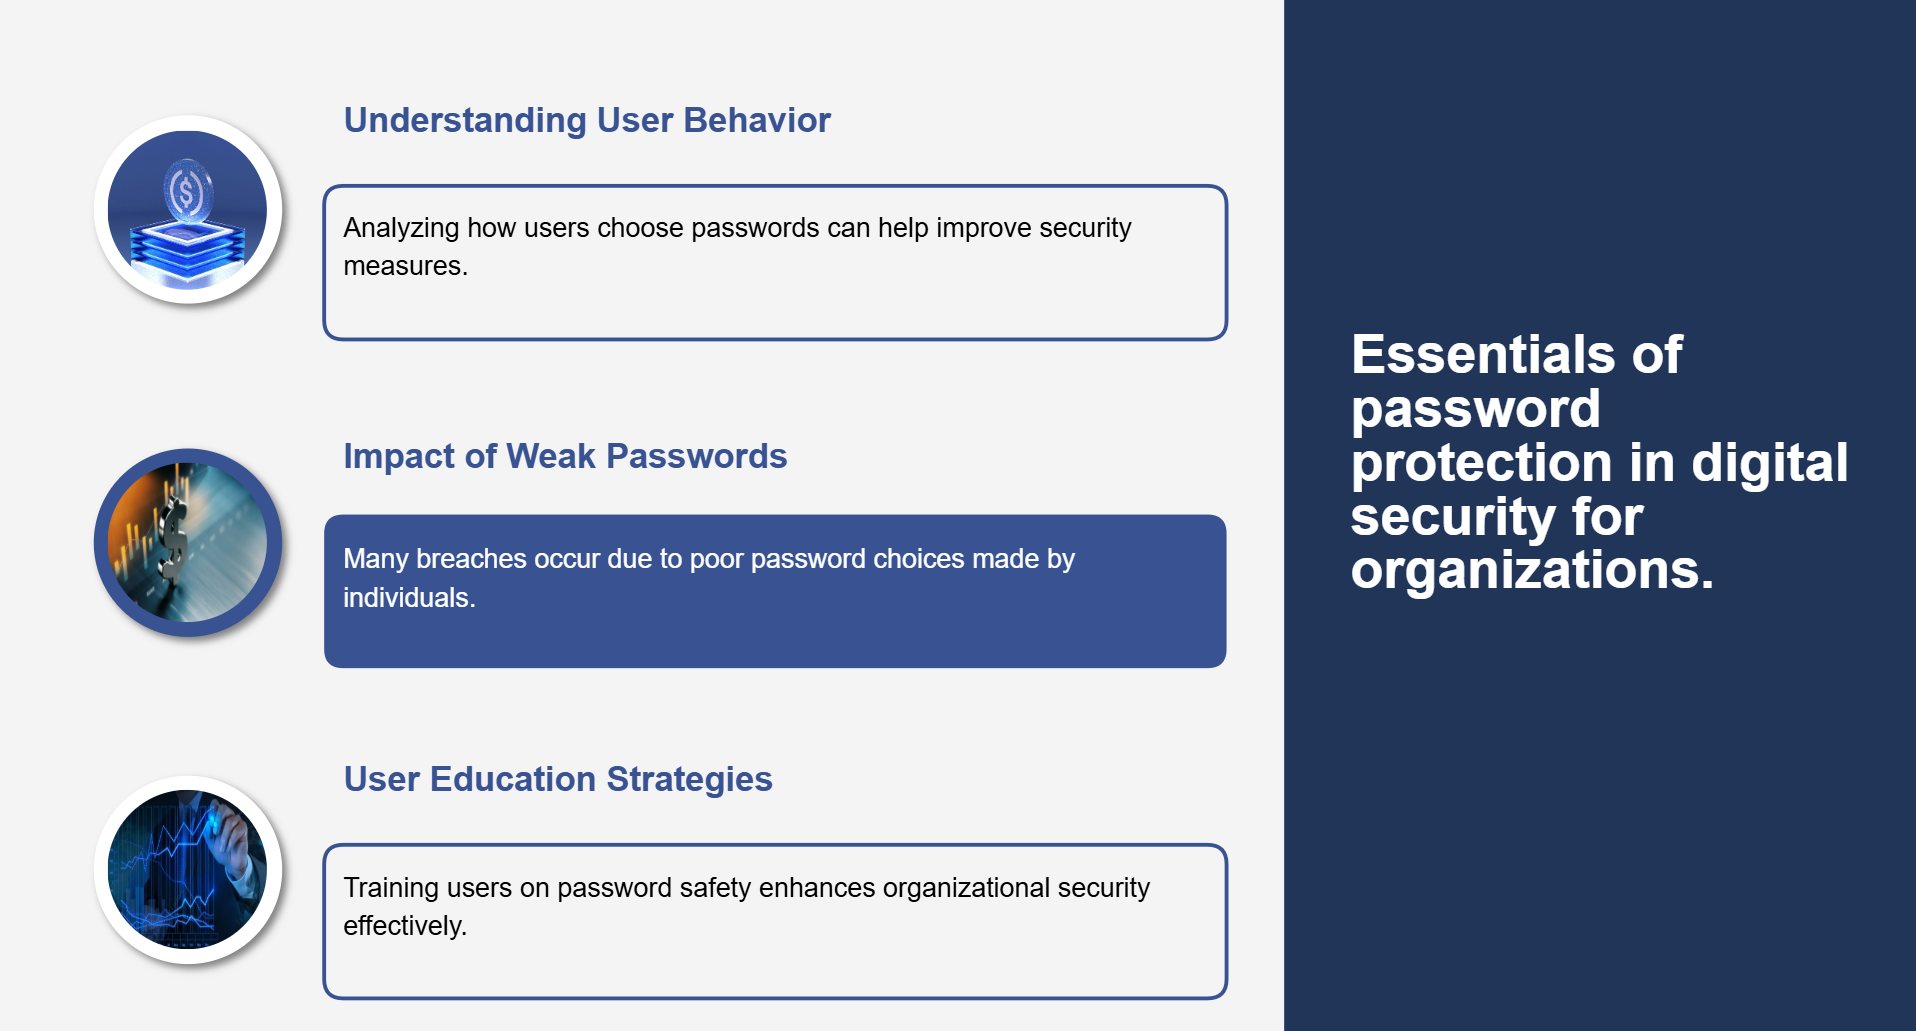 Understanding User Behavior
Analyzing how users choose passwords can help improve security
measures.
Impact of Weak Passwords
Many breaches occur due to poor password choices made by
individuals.
User Education Strategies
Training users on password safety enhances organizational security
effectively.
Essentials of
password
protection in digital
security for
organizations.